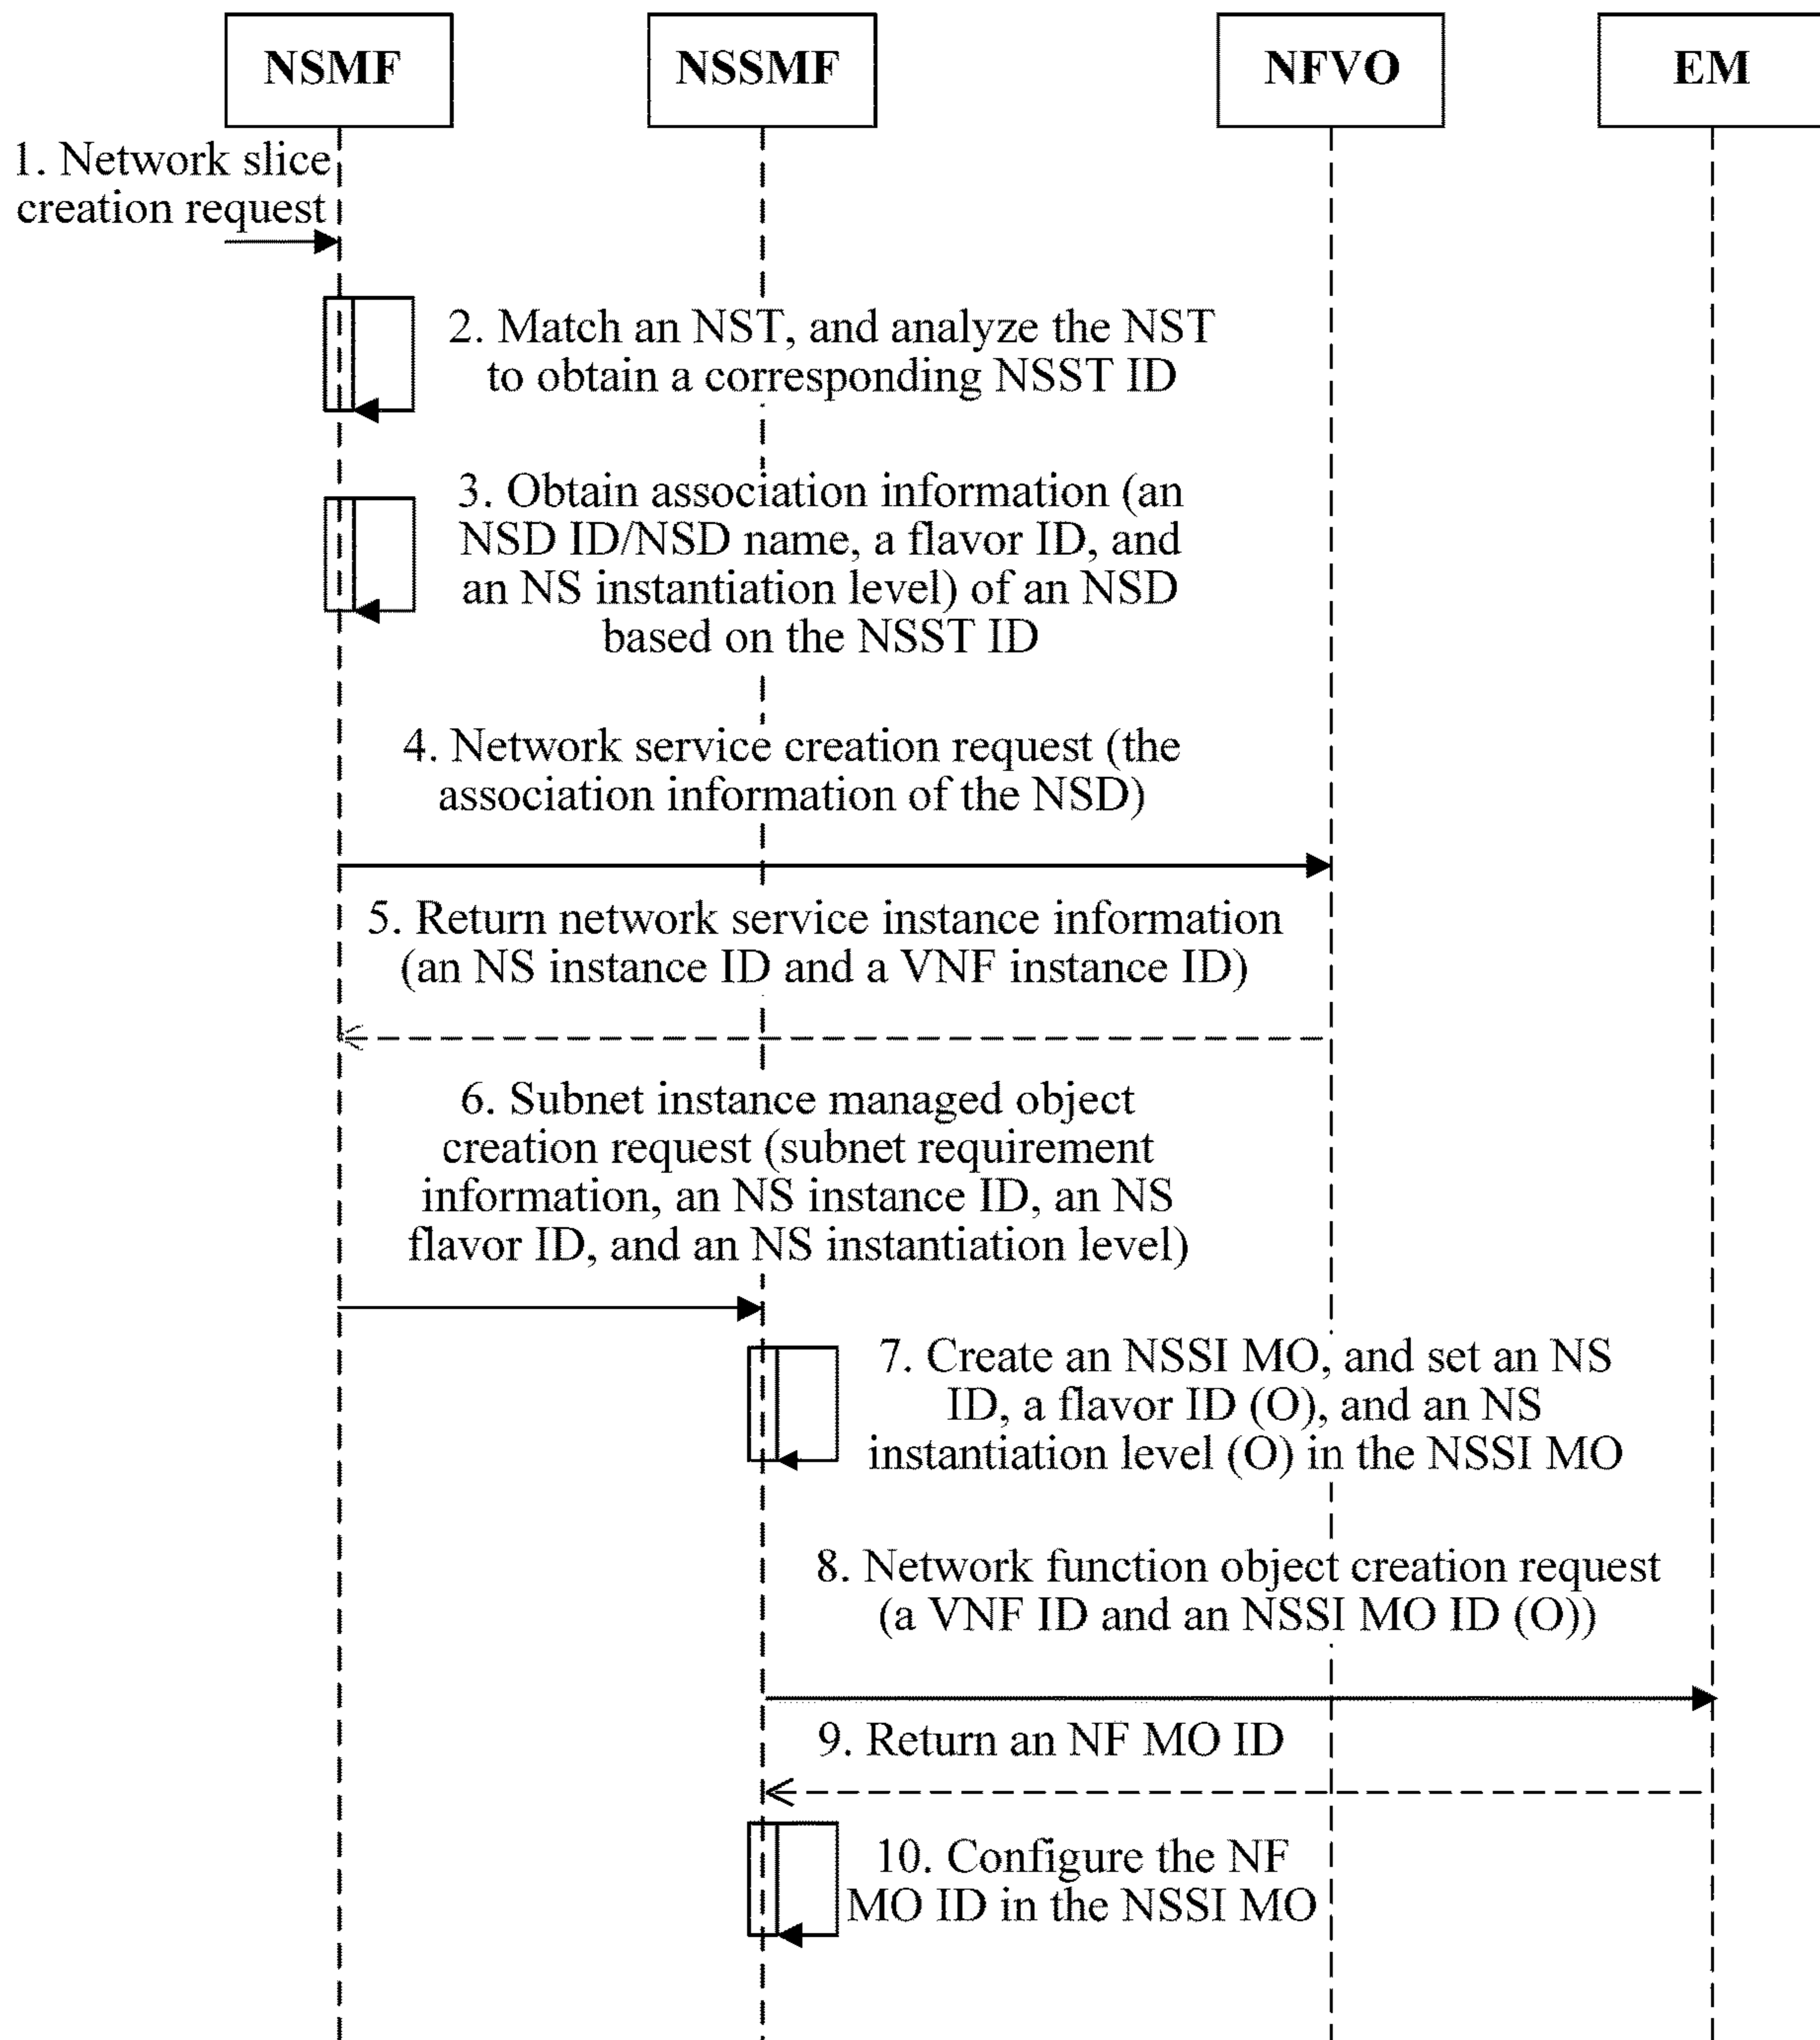 NSMF
NSSMF
NFVO
EM
1. Network slice
creation request
2. Match an NST, and analyze the NST
to obtain a corresponding NSST ID
3. Obtain association information (an
NSD ID/NSD name, a flavor ID, and
an NS instantiation level) of an NSD
based on the NSST ID
4. Network service creation request (the
association information of the NSD)
5. Return network service instance information
(an NS instance ID and a VNF instance ID)
6. Subnet instance managed object
creation request (subnet requirement
information, an NS instance ID, an NS
flavor ID, and an NS instantiation level)
7. Create an NSSI MO, and set an NS
ID, a flavor ID (O), and an NS
instantiation level (O) in the NSSI MO
8. Network function object creation request
(a VNF ID and an NSSI MO ID (O))
9. Return an NF MO ID
10. Configure the NF
MO ID in the NSSI MO